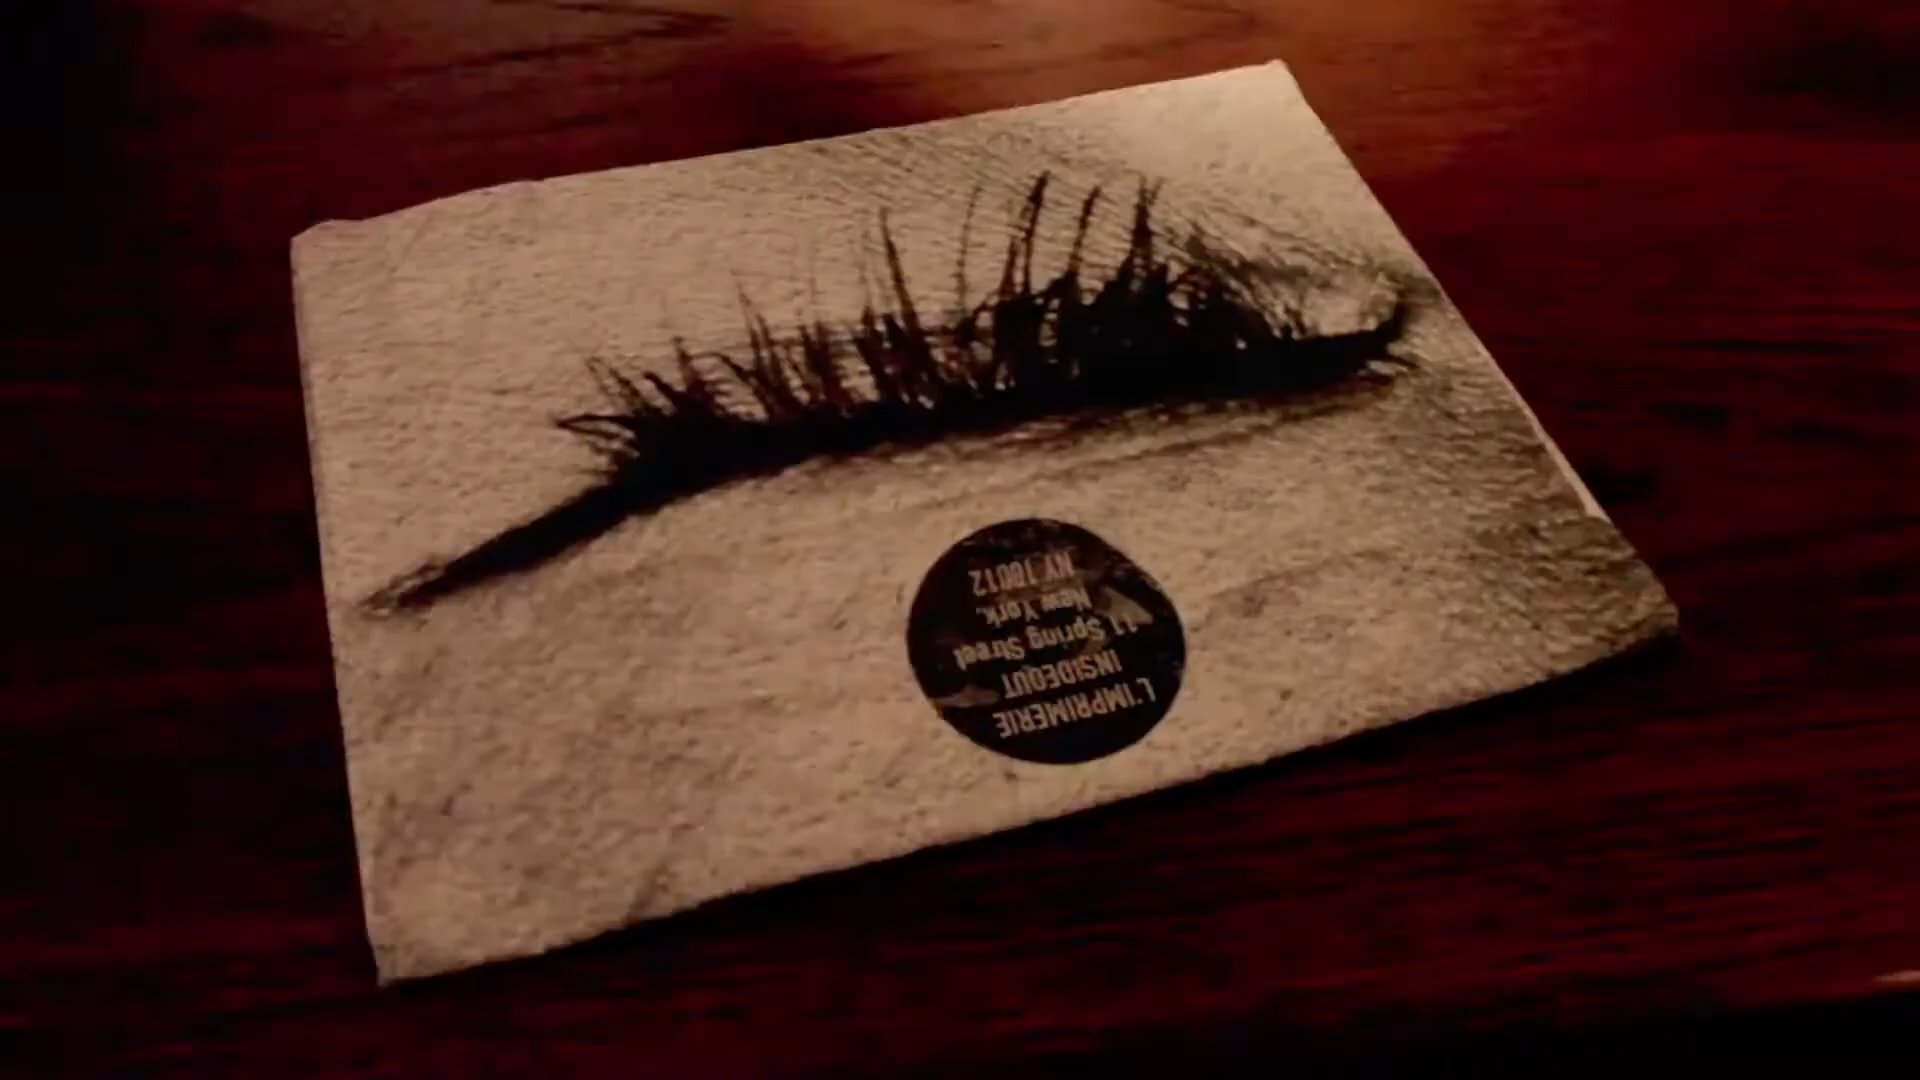 L'IMPRIMERIE
INSIDEOUT
11 Spring Street
New York,
NY 10012